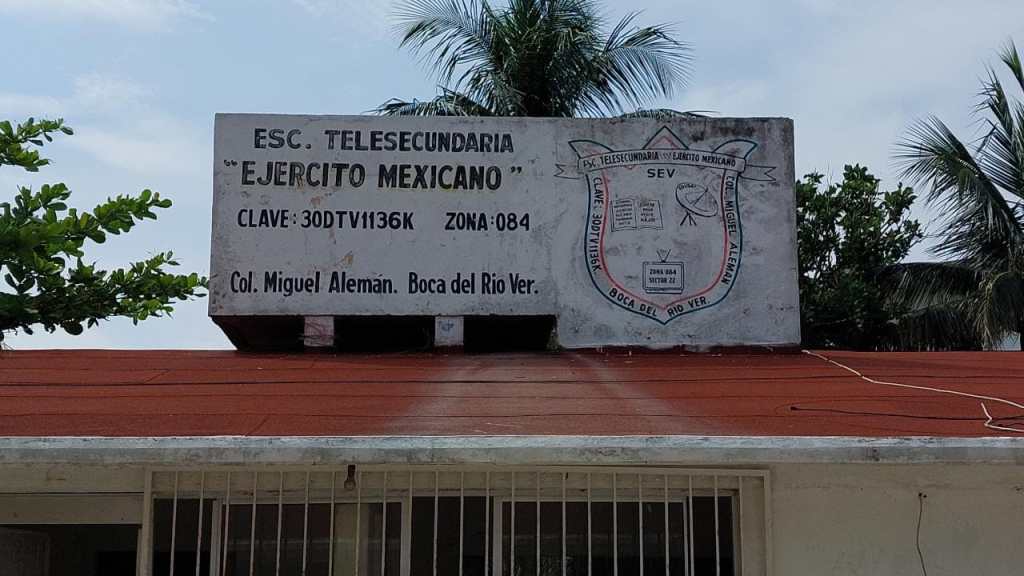 ESC. TELESECUNDARIA
"EJERCITO MEXICANO"
CLAVE: 30DTV1136K ZONA: 084
Col. Miguel Alemán. Boca del Rio Ver.
ESC. TELESECUNDARIA EJERCITO MEXICANO
SEV
CLAVE: 30DTV1136K
COL. MIGUEL ALEMAN
ZONA 084
SECTOR 22
BOCA DEL RIO VER.